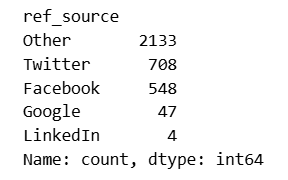 ref_source
Other 2133
Twitter 708
Facebook 548
Google 47
LinkedIn 4
Name: count, dtype: int64